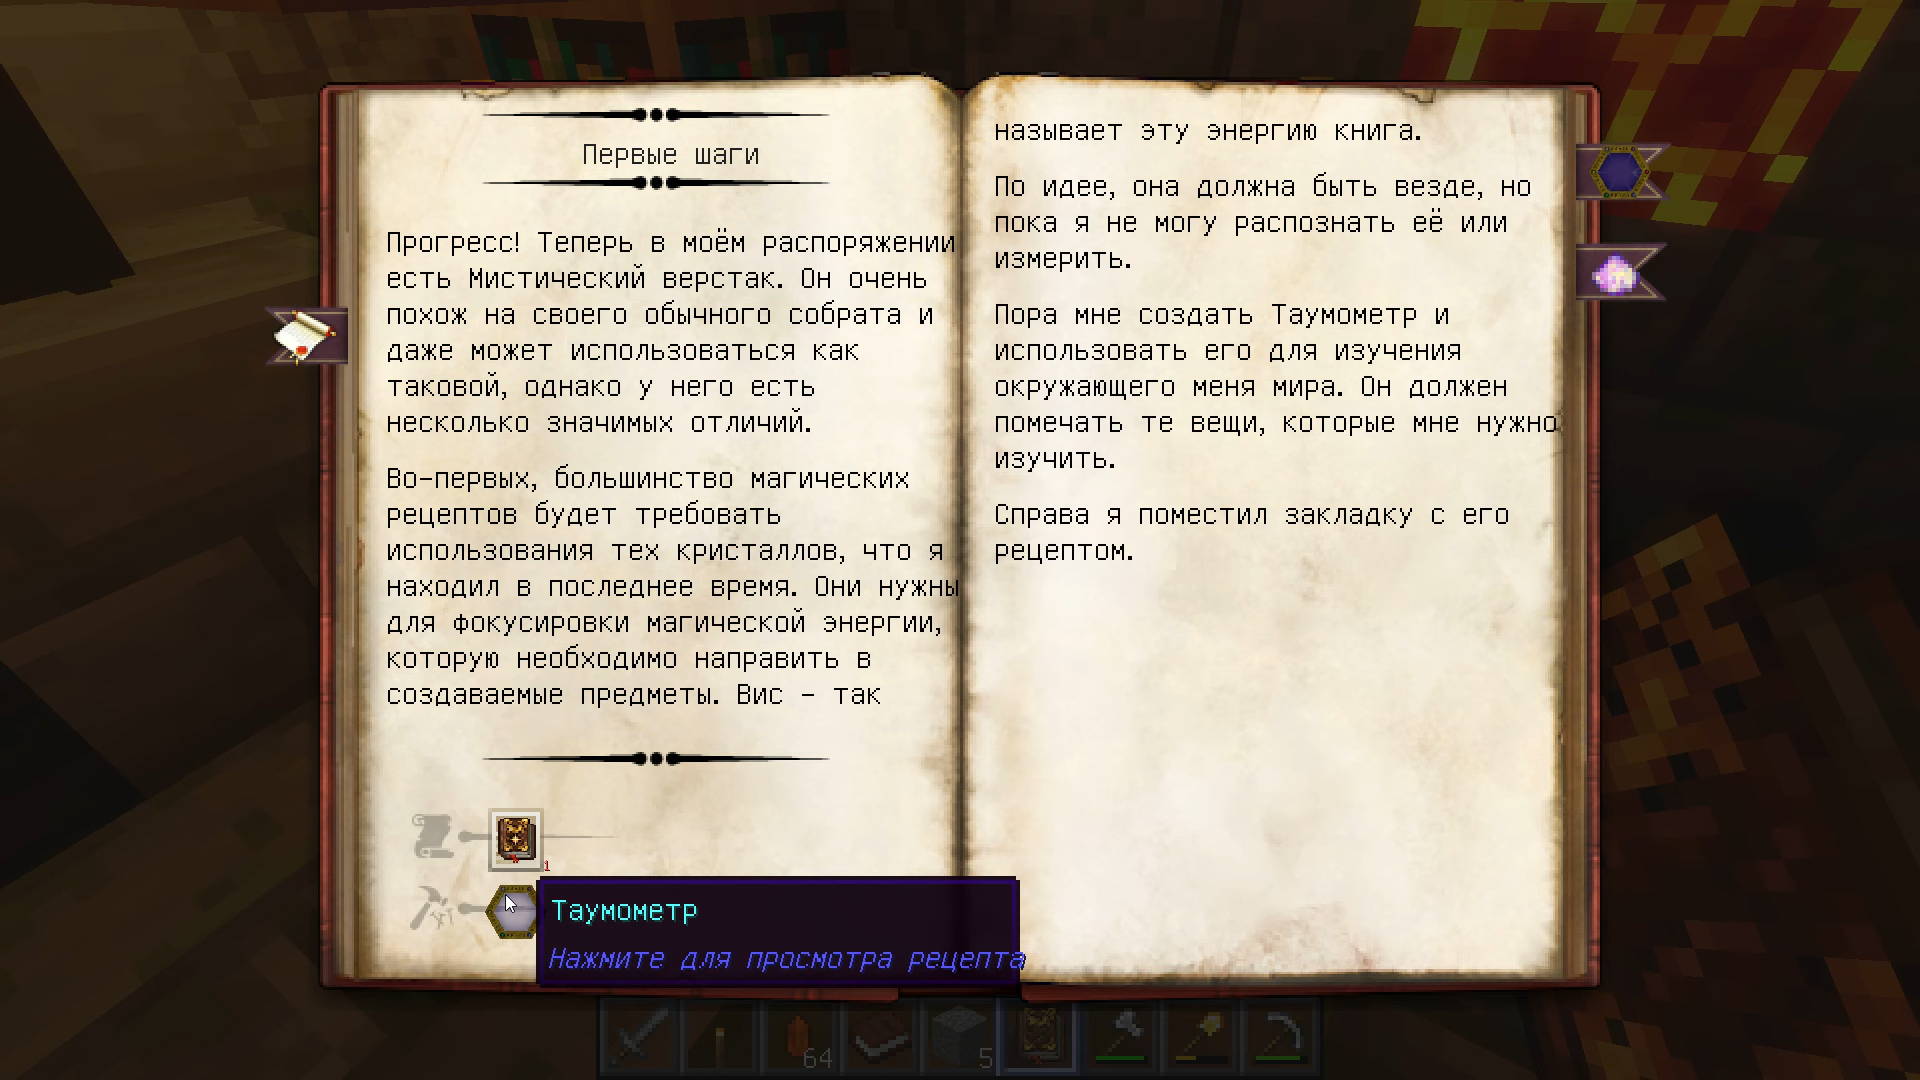 Первые шаги
Прогресс! Теперь в моём распоряжении
есть Мистический верстак. Он очень
похож на своего обычного собрата и
даже может использоваться как
таковой, однако у него есть
несколько значимых отличий.
Во-первых, большинство магических
рецептов будет требовать
использования тех кристаллов, что я
находил в последнее время. Они нужны
для фокусировки магической энергии,
которую необходимо направить в
создаваемые предметы. Вис - так
называет эту энергию книга.
По идее, она должна быть везде, но
пока я не могу распознать её или
измерить.
Пора мне создать Таумометр и
использовать его для изучения
окружающего меня мира. Он должен
помечать те вещи, которые мне нужно
изучить.
Справа я поместил закладку с его
рецептом.
1
Таумометр
Нажмите для просмотра рецепта
64
5